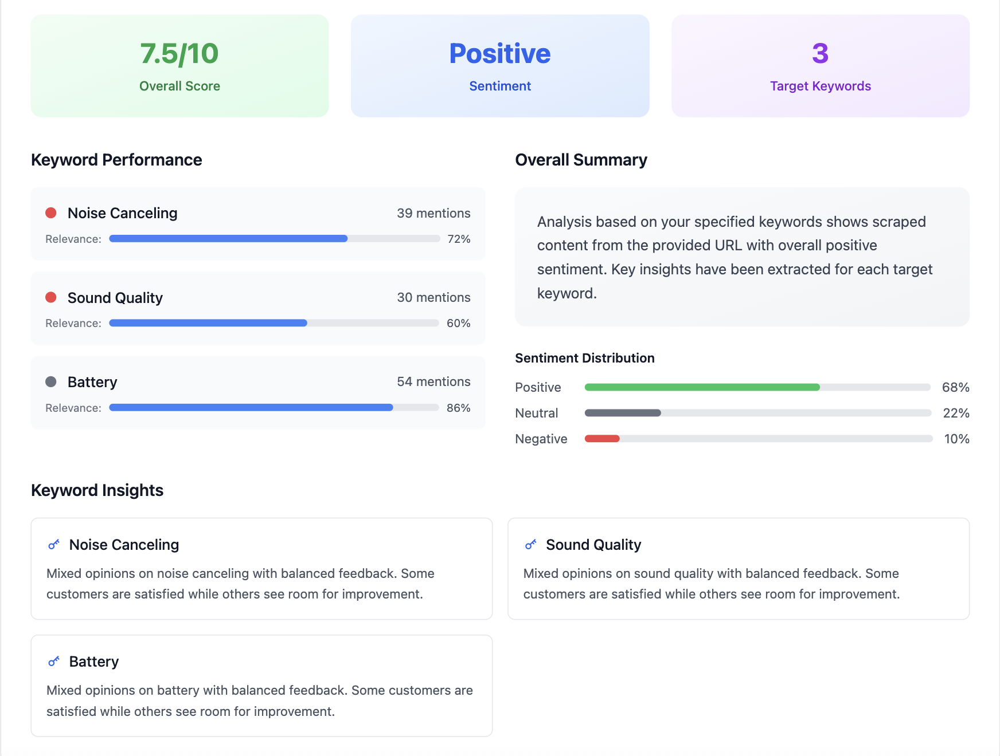 7.5/10
Overall Score
Positive
Sentiment
3
Target Keywords
Keyword Performance
Noise Canceling
39 mentions
Relevance:
72%
Sound Quality
30 mentions
Relevance:
60%
Battery
54 mentions
Relevance:
86%
Overall Summary
Analysis based on your specified keywords shows scraped
content from the provided URL with overall positive
sentiment. Key insights have been extracted for each target
keyword.
Sentiment Distribution
Positive
68%
Neutral
22%
Negative
10%
Keyword Insights
Noise Canceling
Mixed opinions on noise canceling with balanced feedback. Some
customers are satisfied while others see room for improvement.
Sound Quality
Mixed opinions on sound quality with balanced feedback. Some
customers are satisfied while others see room for improvement.
Battery
Mixed opinions on battery with balanced feedback. Some customers are
satisfied while others see room for improvement.